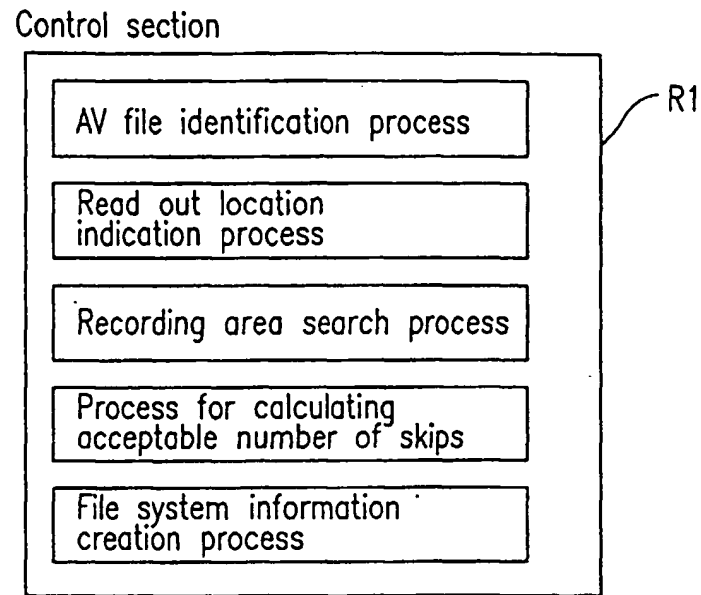 Control section
R1
AV file identification process
Read out location
indication process
Recording area search process
Process for calculating
acceptable number of skips
File system information
creation process